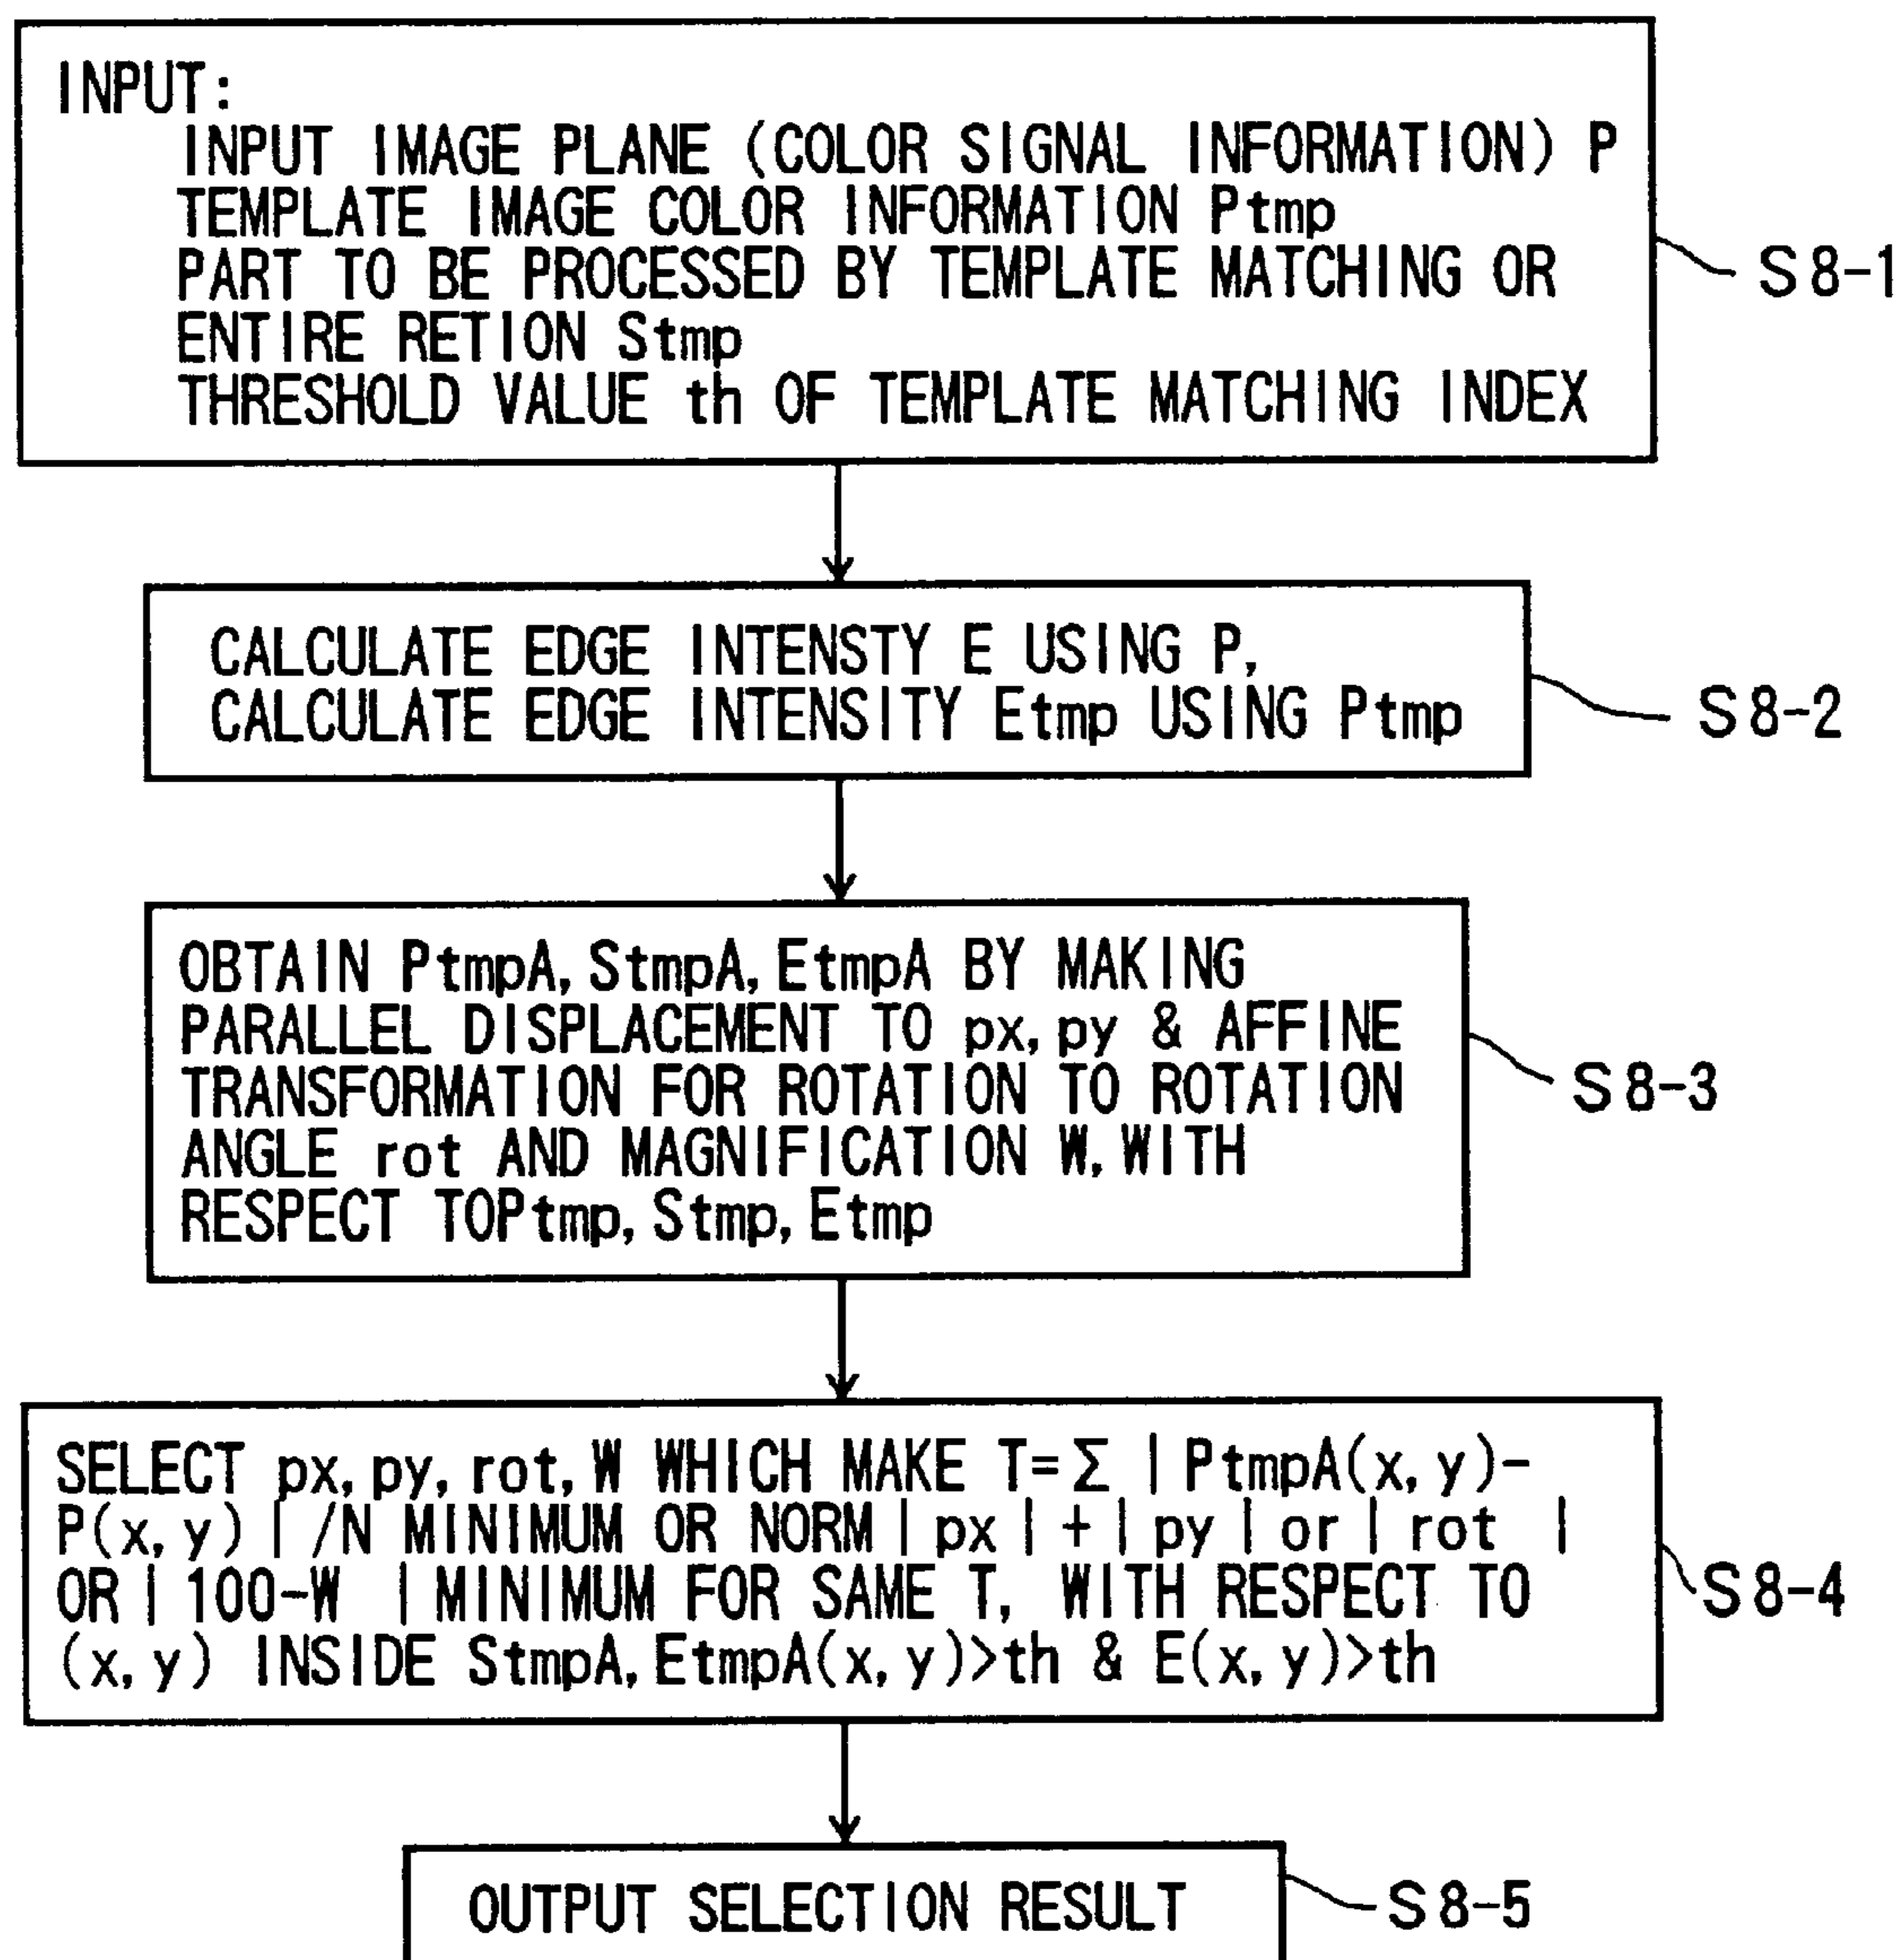 INPUT:
INPUT IMAGE PLANE (COLOR SIGNAL INFORMATION) P
TEMPLATE IMAGE COLOR INFORMATION Ptmp
PART TO BE PROCESSED BY TEMPLATE MATCHING OR
ENTIRE RETION Stmp
THRESHOLD VALUE th OF TEMPLATE MATCHING INDEX
S8-1
CALCULATE EDGE INTENSTY E USING P,
CALCULATE EDGE INTENSITY Etmp USING Ptmp
S8-2
OBTAIN PtmpA, StmpA, EtmpA BY MAKING
PARALLEL DISPLACEMENT TO px, py & AFFINE
TRANSFORMATION FOR ROTATION TO ROTATION
ANGLE rot AND MAGNIFICATION W, WITH
RESPECT TOPtmp, Stmp, Etmp
S8-3
SELECT px, py, rot, W WHICH MAKE T=Σ | PtmpA(x, y)-
P(x, y) | /N MINIMUM OR NORM | px | + | py | or | rot |
OR | 100-W | MINIMUM FOR SAME T, WITH RESPECT TO
(x, y) INSIDE StmpA, EtmpA(x, y)>th & E(x, y)>th
S8-4
OUTPUT SELECTION RESULT
S8-5